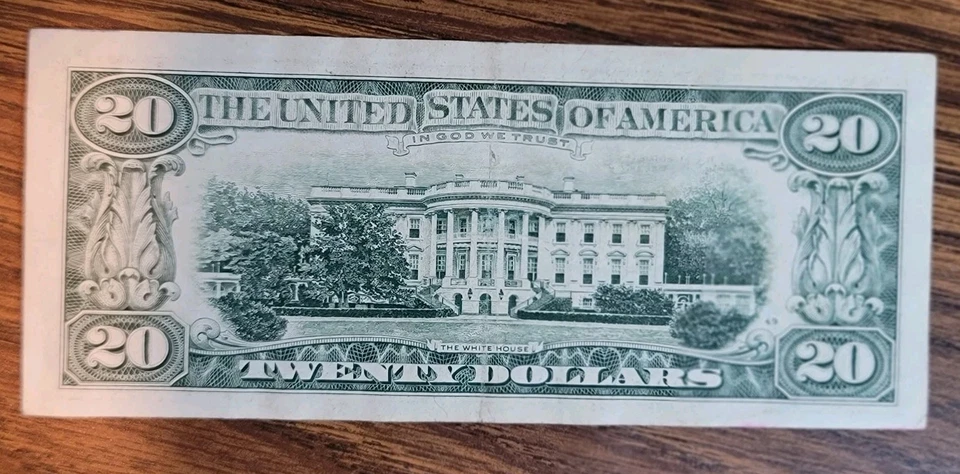 20 THE UNITED STATES OF AMERICA 20
IN GOD WE TRUST
THE WHITE HOUSE
20 TWENTY DOLLARS 20